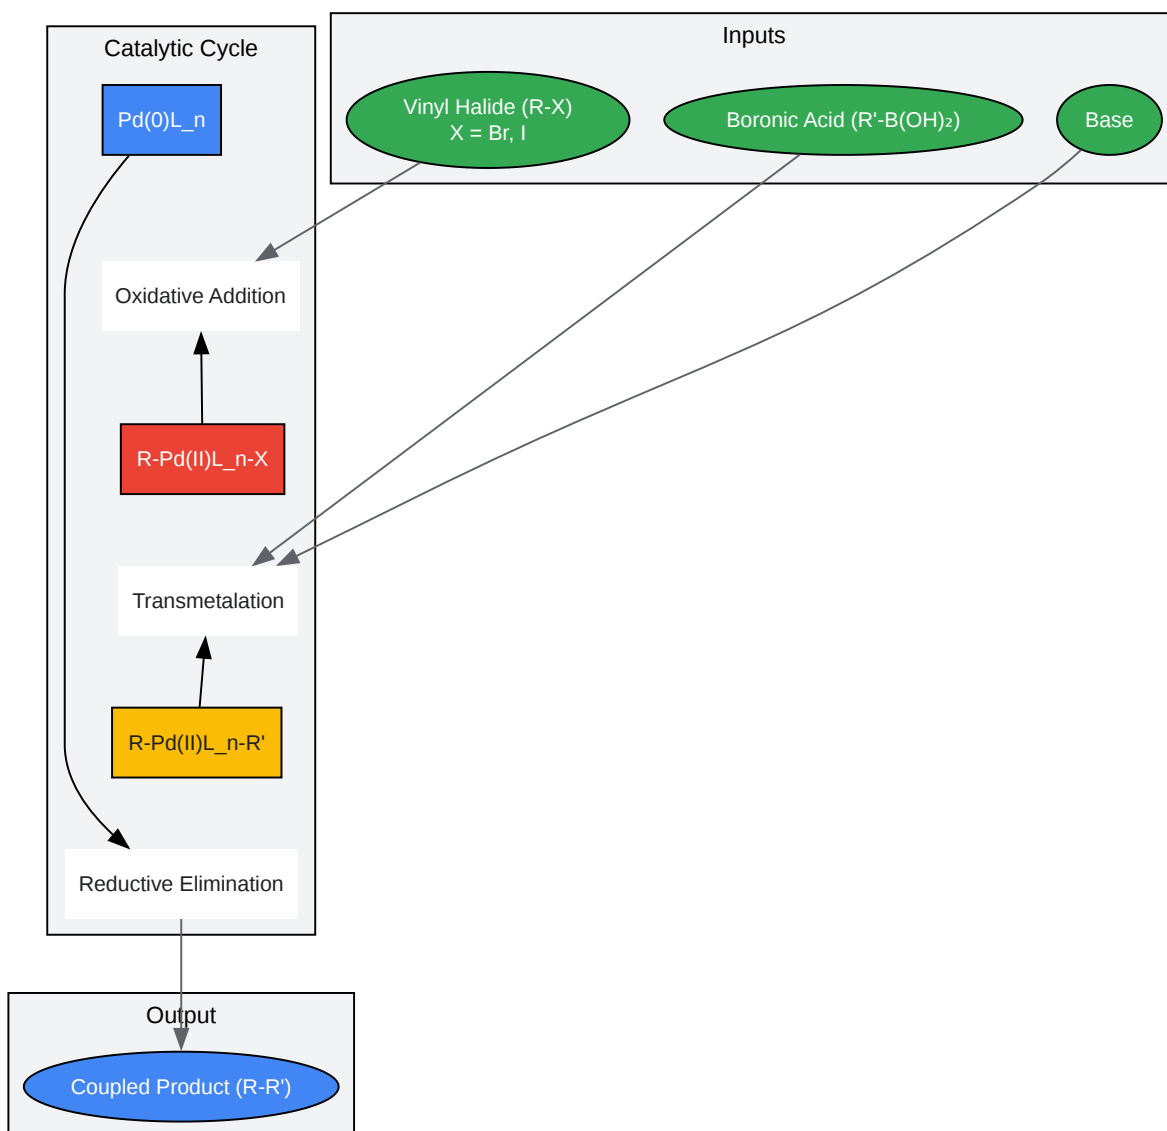 Catalytic Cycle
Inputs
Pd(0)L_n
Vinyl Halide (R-X)
X = Br, I
Boronic Acid (R'-B(OH)₂)
Base
Oxidative Addition
R-Pd(II)L_n-X
Transmetalation
R-Pd(II)L_n-R'
Reductive Elimination
Output
Coupled Product (R-R')